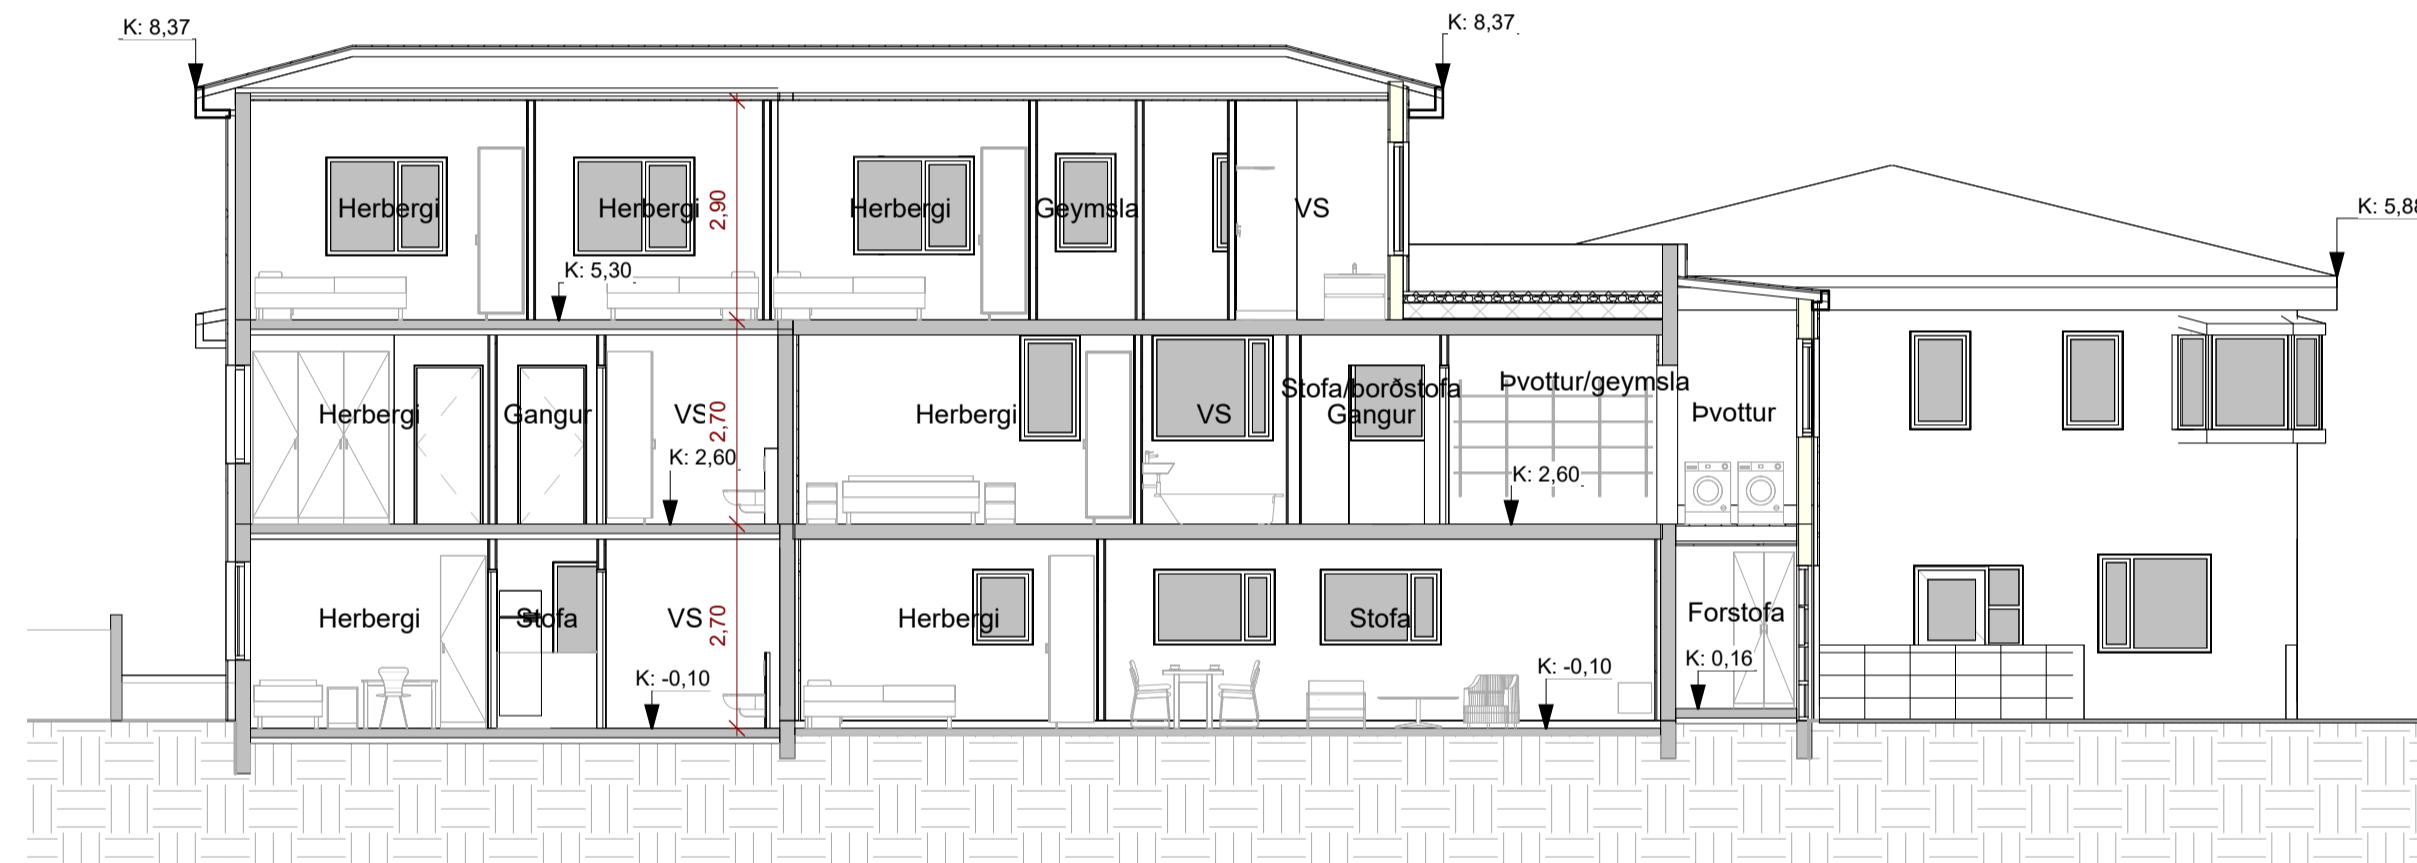 K: 8,37
K: 8,37
K: 5,88
Herbergi
Herbergi
2,90
Herbergi
Geymsla
VS
K: 5,30
Herbergi
Gangur
VS
2,70
Herbergi
VS
Stofa/borðstofa
Gangur
Þvottur/geymsla
Þvottur
K: 2,60
K: 2,60
Herbergi
Stofa
VS
2,70
Herbergi
Stofa
Forstofa
K: -0,10
K: -0,10
K: 0,16